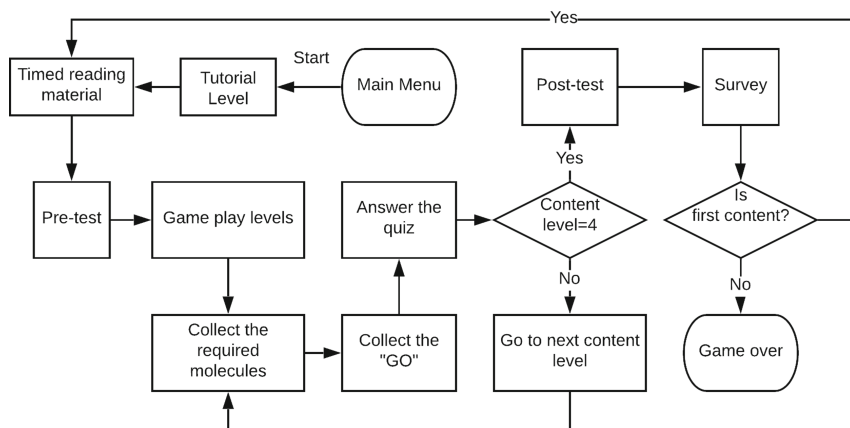 Yes
Start
Timed reading
material
Tutorial
Level
Main Menu
Post-test
Survey
Yes
Pre-test
Game play levels
Answer the
quiz
Content
level=4
Is
first content?
No
No
Collect the
required
molecules
Collect the
"GO"
Go to next content
level
Game over